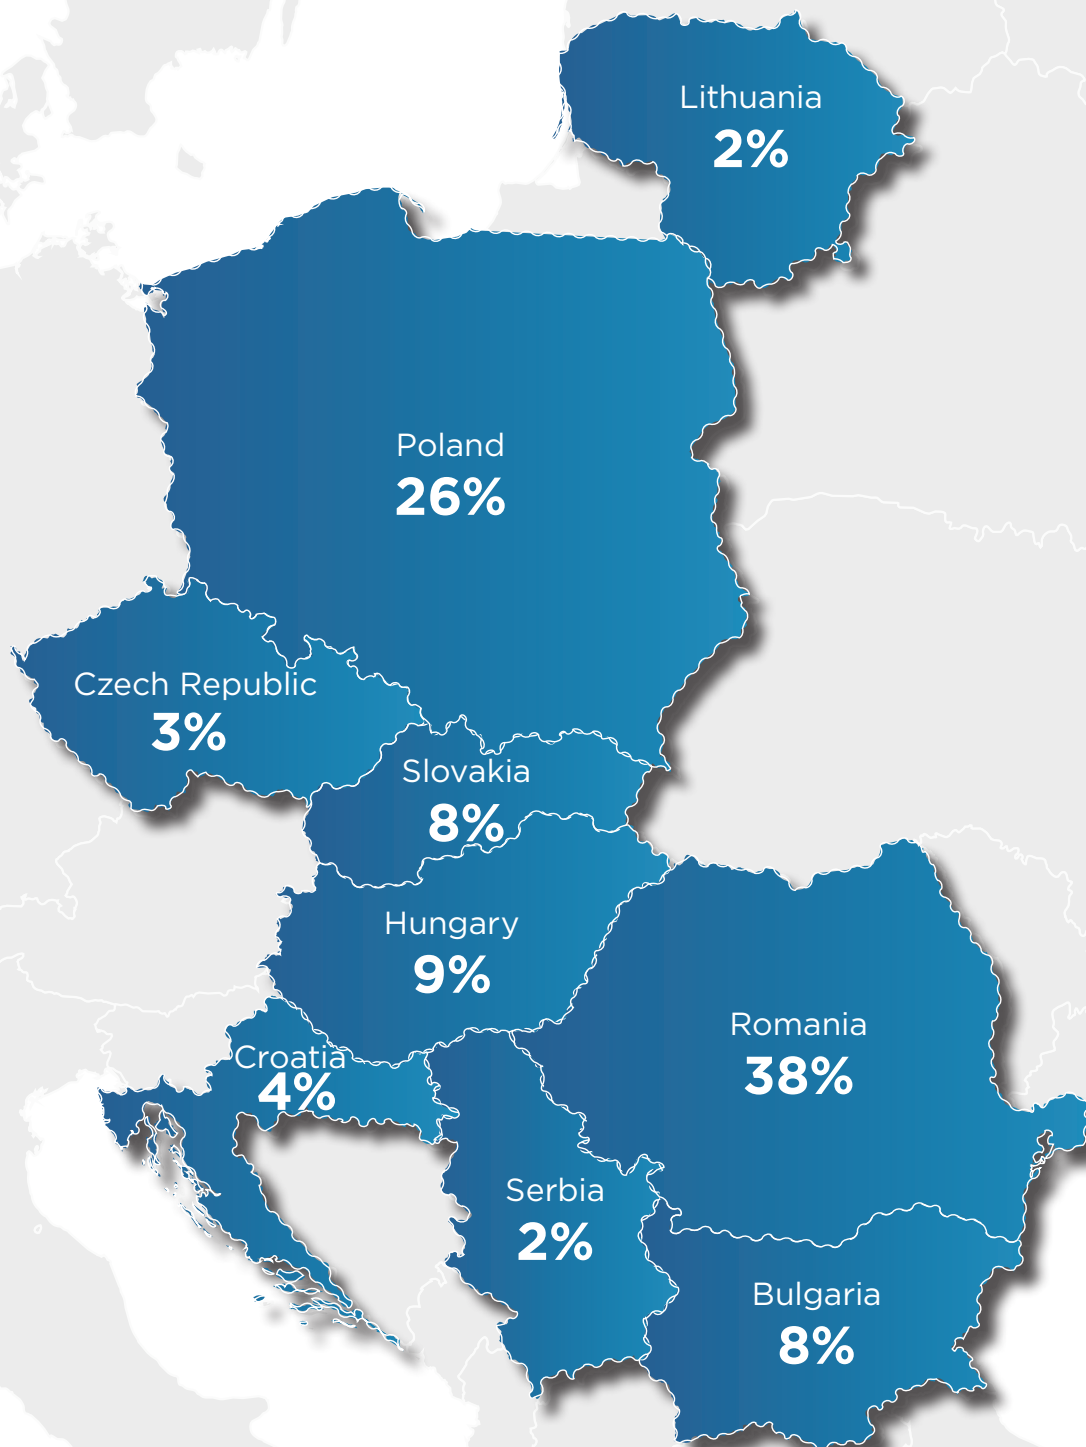 Lithuania
2%
Poland
26%
Czech Republic
3%
Slovakia
8%
Hungary
9%
Romania
38%
Croatia
4%
Serbia
2%
Bulgaria
8%